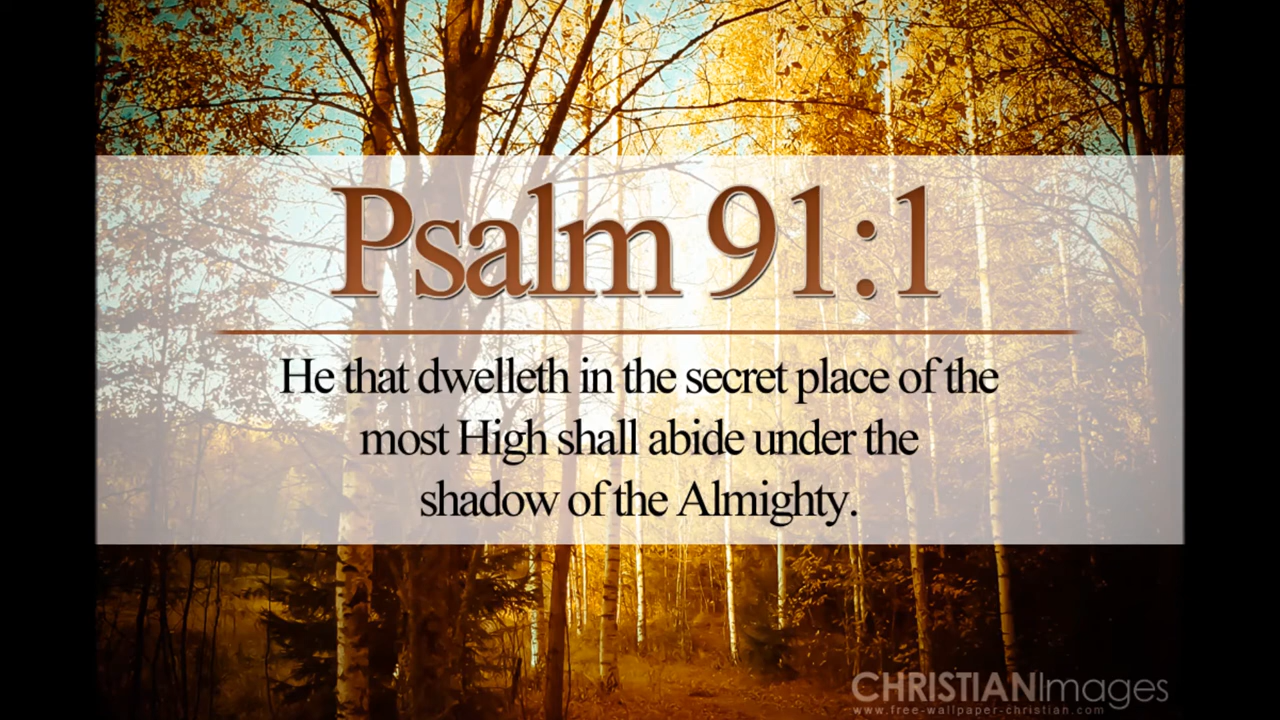 Psalm 91:1
He that dwelleth in the secret place of the
most High shall abide under the
shadow of the Almighty.
CHRISTIANImages
www.free-wallpaper-christian.com